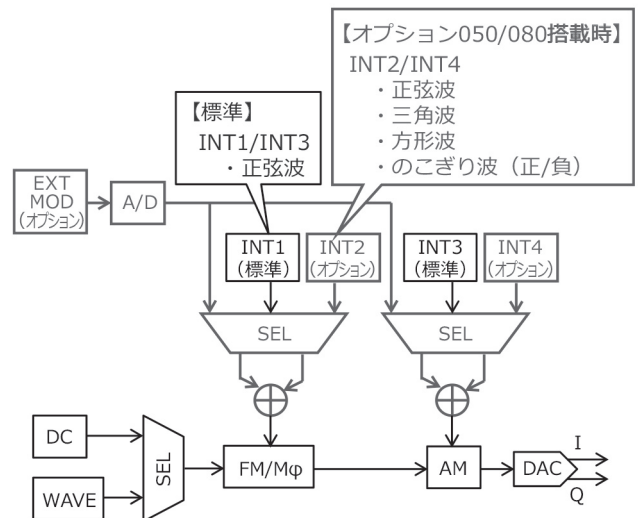 【オプション050/080搭載時】
INT2/INT4
・正弦波
・三角波
・方形波
・のこぎり波（正/負）
【標準】
INT1/INT3
・正弦波
EXT
MOD
（オプション）
A/D
INT1
（標準）
INT2
（オプション）
INT3
（標準）
INT4
（オプション）
SEL
SEL
DC
WAVE
SEL
FM/Mφ
AM
DAC
I
Q